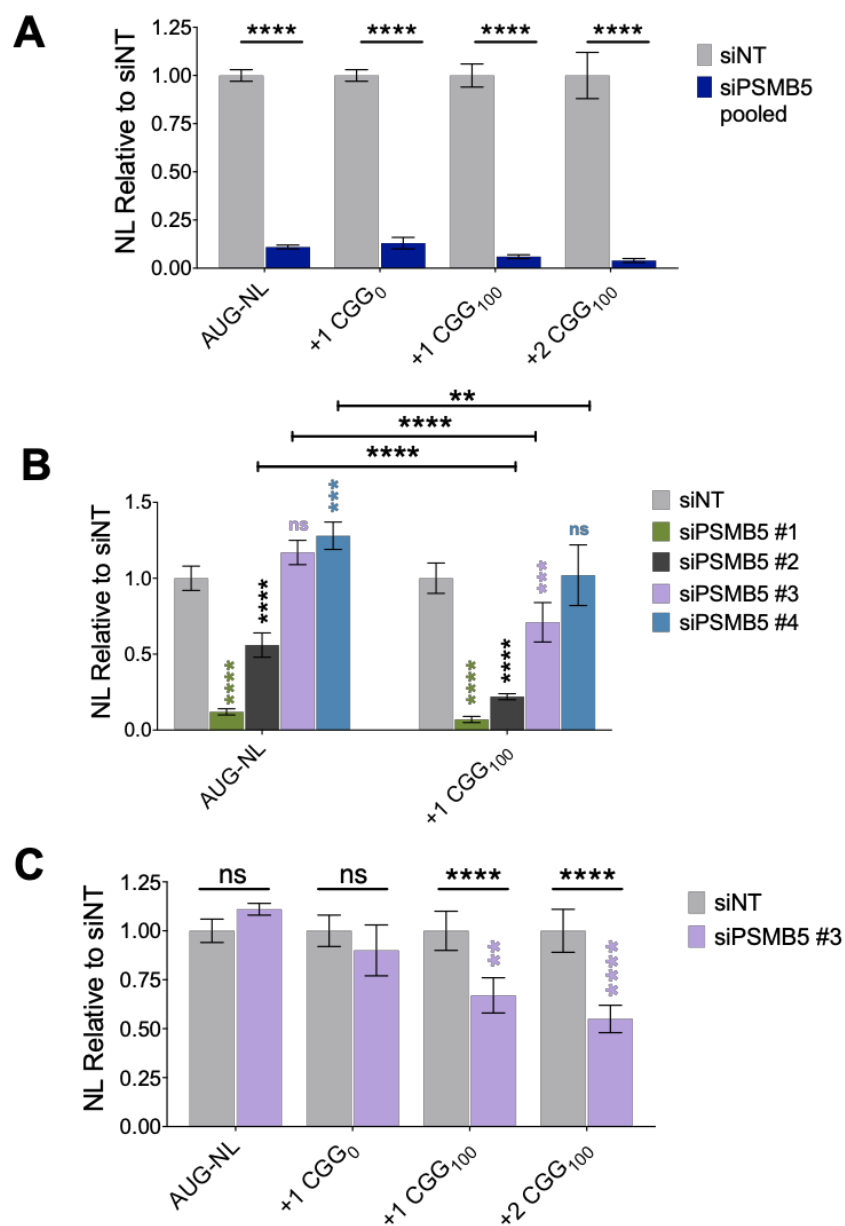 A
NL Relative to siNT
1.25
1.00
0.75
0.50
0.25
0.00
****
****
****
****
siNT
siPSMB5
pooled
AUG-NL
+1 CGG₀
+1 CGG₁₀₀
+2 CGG₁₀₀
B
**
****
****
NL Relative to siNT
1.5
1.0
0.5
0.0
****
****
ns
***
****
****
***
ns
siNT
siPSMB5 #1
siPSMB5 #2
siPSMB5 #3
siPSMB5 #4
AUG-NL
+1 CGG₁₀₀
C
NL Relative to siNT
1.25
1.00
0.75
0.50
0.25
0.00
ns
ns
****
****
**
****
siNT
siPSMB5 #3
AUG-NL
+1 CGG₀
+1 CGG₁₀₀
+2 CGG₁₀₀